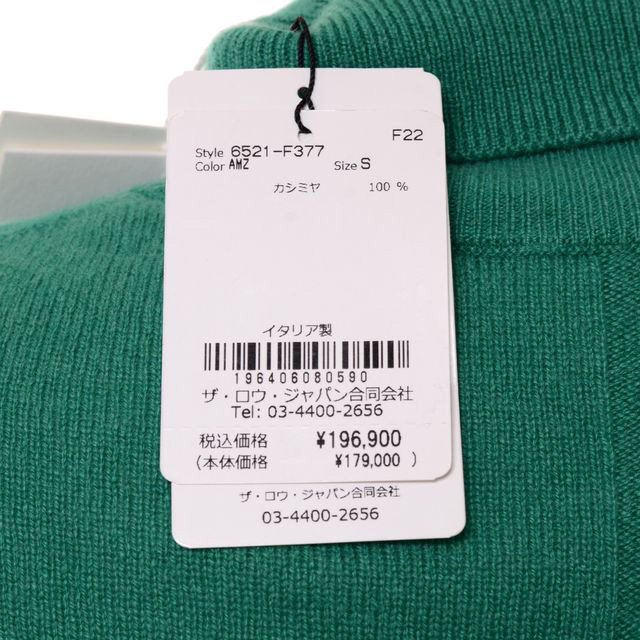 F22
Style 6521-F377
Color AMZ Size S
カシミヤ 100 %
イタリア製
196406080590
ザ・ロウ・ジャパン合同会社
Tel: 03-4400-2656
税込価格 ¥196,900
(本体価格 ¥179,000 )
ザ・ロウ・ジャパン合同会社
03-4400-2656